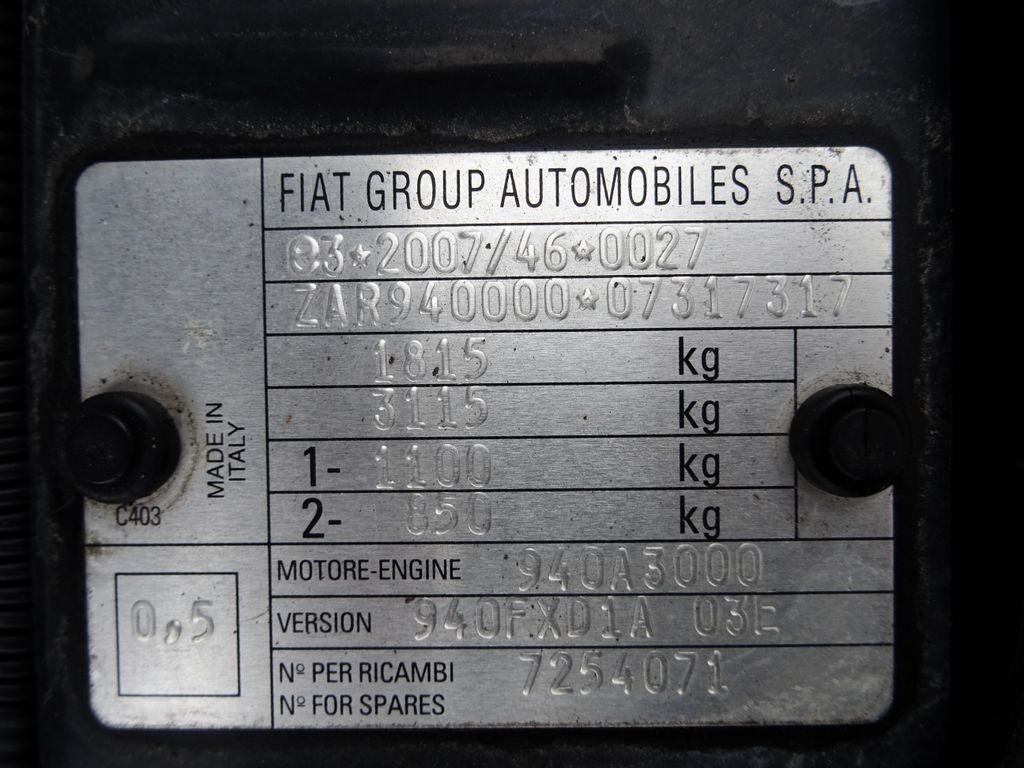 FIAT GROUP AUTOMOBILES S.P.A.
e3*2007/46*0027
ZAR940000*07317317
1815 kg
3115 kg
1- 1100 kg
2- 850 kg
MADE IN
ITALY
C403
MOTORE-ENGINE 940A3000
VERSION 940FXD1A 03E
0,5
Nº PER RICAMBI 7254071
Nº FOR SPARES